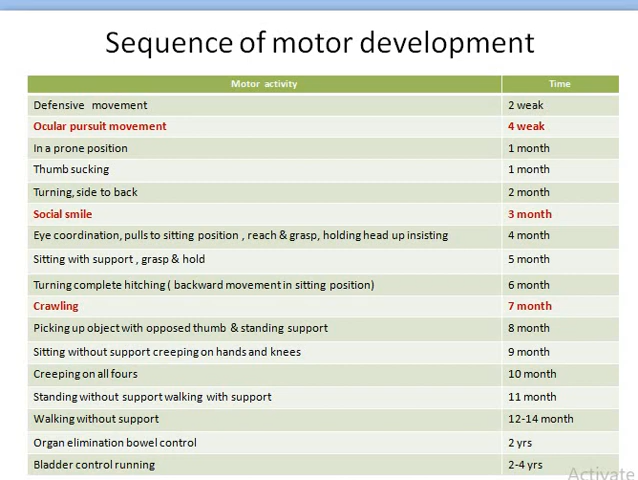 Sequence of motor development
Motor activity Time
Defensive movement 2 weak
Ocular pursuit movement 4 weak
In a prone position 1 month
Thumb sucking 1 month
Turning, side to back 2 month
Social smile 3 month
Eye coordination, pulls to sitting position , reach & grasp, holding head up insisting 4 month
Sitting with support , grasp & hold 5 month
Turning complete hitching ( backward movement in sitting position) 6 month
Crawling 7 month
Picking up object with opposed thumb & standing support 8 month
Sitting without support creeping on hands and knees 9 month
Creeping on all fours 10 month
Standing without support walking with support 11 month
Walking without support 12-14 month
Organ elimination bowel control 2 yrs
Bladder control running 2-4 yrs
Activate